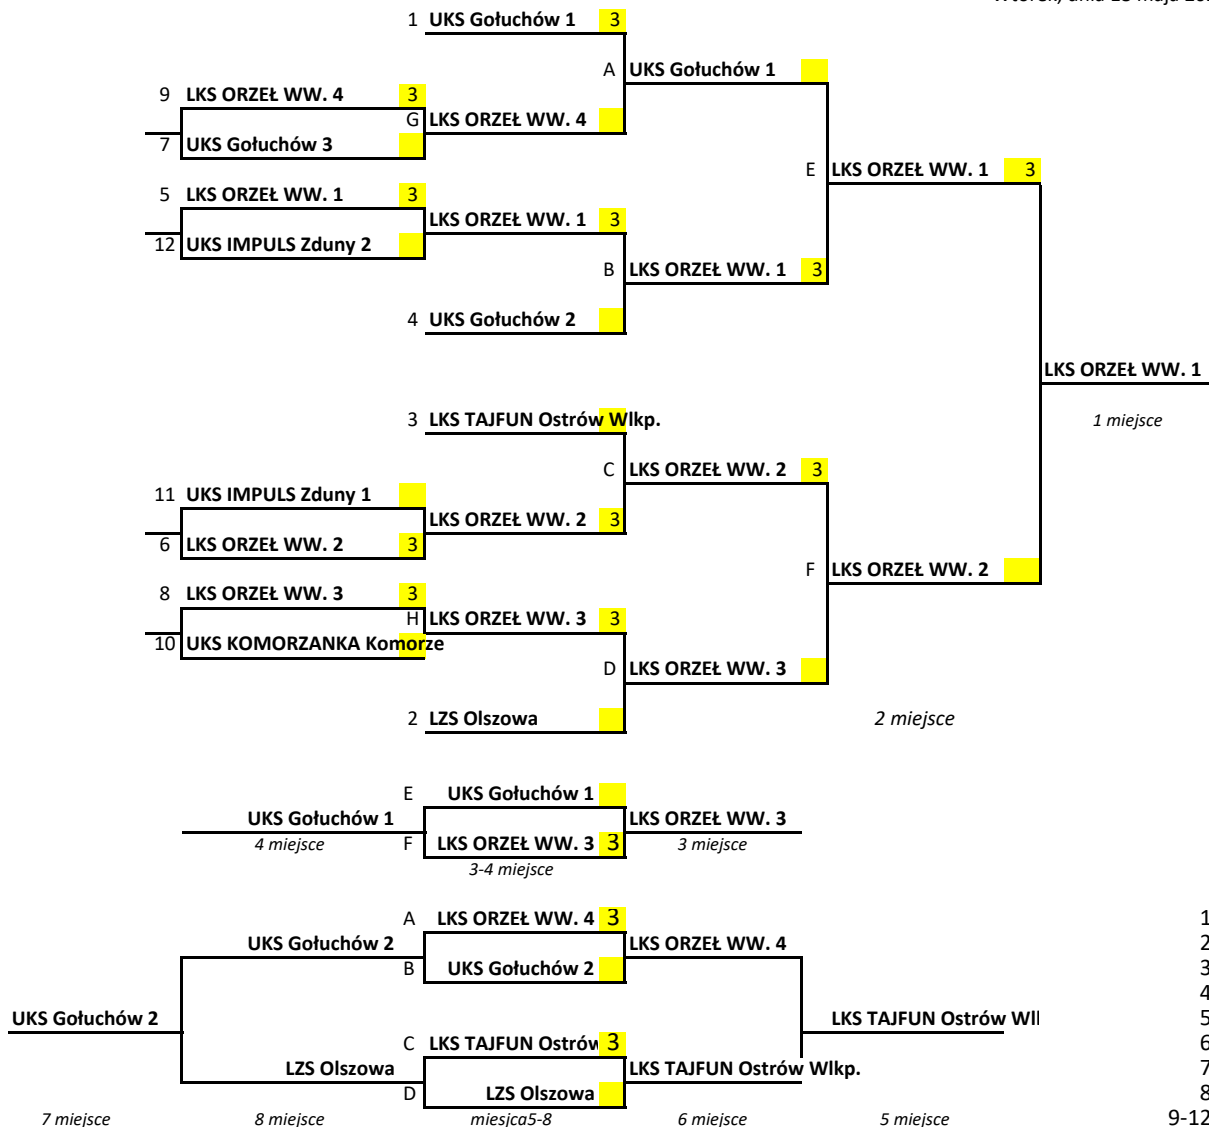 1 UKS Gołuchów 1 3
A UKS Gołuchów 1
9 LKS ORZEŁ WW. 4 3
G LKS ORZEŁ WW. 4
7 UKS Gołuchów 3
E LKS ORZEŁ WW. 1 3
5 LKS ORZEŁ WW. 1 3
LKS ORZEŁ WW. 1 3
12 UKS IMPULS Zduny 2
B LKS ORZEŁ WW. 1 3
4 UKS Gołuchów 2
LKS ORZEŁ WW. 1
3 LKS TAJFUN Ostrów Wlkp.
1 miejsce
C LKS ORZEŁ WW. 2 3
11 UKS IMPULS Zduny 1
LKS ORZEŁ WW. 2 3
6 LKS ORZEŁ WW. 2 3
F LKS ORZEŁ WW. 2
8 LKS ORZEŁ WW. 3 3
H LKS ORZEŁ WW. 3 3
10 UKS KOMORZANKA Komorze
D LKS ORZEŁ WW. 3
2 LZS Olszowa
2 miejsce
E UKS Gołuchów 1
UKS Gołuchów 1 LKS ORZEŁ WW. 3
4 miejsce F LKS ORZEŁ WW. 3 3 3 miejsce
3-4 miejsce
A LKS ORZEŁ WW. 4 3 1
UKS Gołuchów 2 LKS ORZEŁ WW. 4 2
B UKS Gołuchów 2 3
4
UKS Gołuchów 2 LKS TAJFUN Ostrów 5
C LKS TAJFUN Ostrów 3 6
LZS Olszowa LKS TAJFUN Ostrów Wlkp. 7
D LZS Olszowa 8
7 miejsce 8 miejsce miesjca5-8 6 miejsce 5 miejsce 9-12